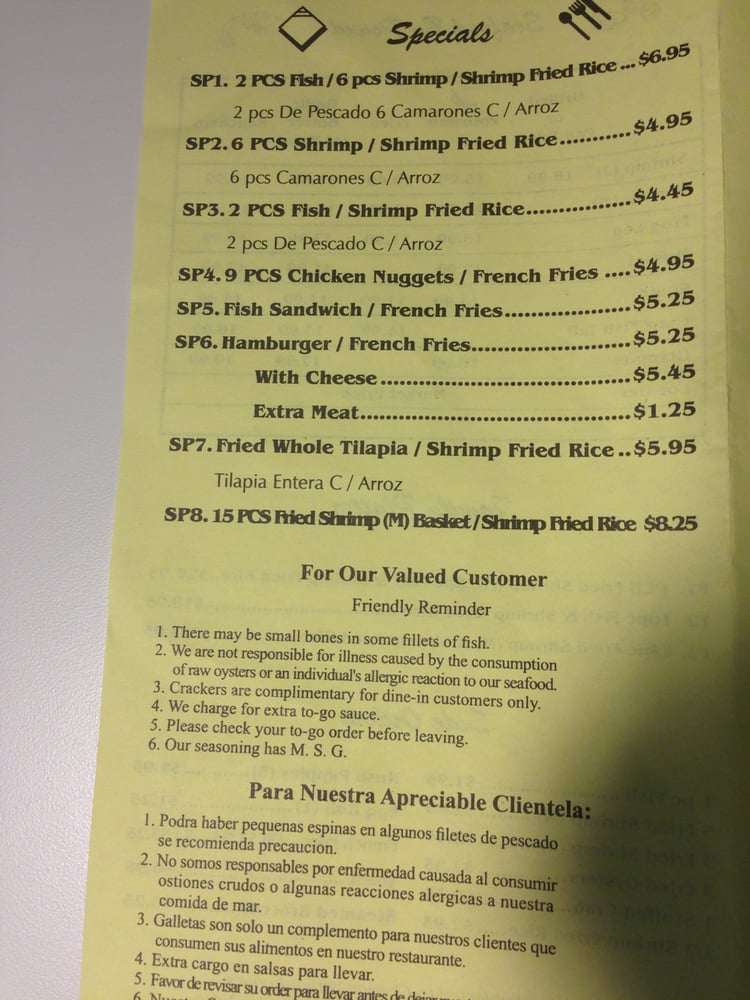 Specials
SP1. 2 PCS Fish / 6 pcs Shrimp / Shrimp Fried Rice ... $6.95
2 pcs De Pescado 6 Camarones C / Arroz
SP2. 6 PCS Shrimp / Shrimp Fried Rice........... $4.95
6 pcs Camarones C / Arroz
SP3. 2 PCS Fish / Shrimp Fried Rice................ $4.45
2 pcs De Pescado C / Arroz
SP4. 9 PCS Chicken Nuggets / French Fries .... $4.95
SP5. Fish Sandwich / French Fries................... $5.25
SP6. Hamburger / French Fries........................ $5.25
With Cheese ..................................... $5.45
Extra Meat........................................ $1.25
SP7. Fried Whole Tilapia / Shrimp Fried Rice .. $5.95
Tilapia Entera C / Arroz
SP8. 15 PCS Fried Shrimp (M) Basket / Shrimp Fried Rice $8.25
For Our Valued Customer
Friendly Reminder
1. There may be small bones in some fillets of fish.
2. We are not responsible for illness caused by the consumption
of raw oysters or an individual's allergic reaction to our seafood.
3. Crackers are complimentary for dine-in customers only.
4. We charge for extra to-go sauce.
5. Please check your to-go order before leaving.
6. Our seasoning has M. S. G.
Para Nuestra Apreciable Clientela:
1. Podra haber pequenas espinas en algunos filetes de pescado
se recomienda precaucion.
2. No somos responsables por enfermedad causada al consumir
ostiones crudos o algunas reacciones alergicas a nuestra
comida de mar.
3. Galletas son solo un complemento para nuestros clientes que
consumen sus alimentos en nuestro restaurante.
4. Extra cargo en salsas para llevar.
5. Favor de revisar su order para llevar antes de
6.